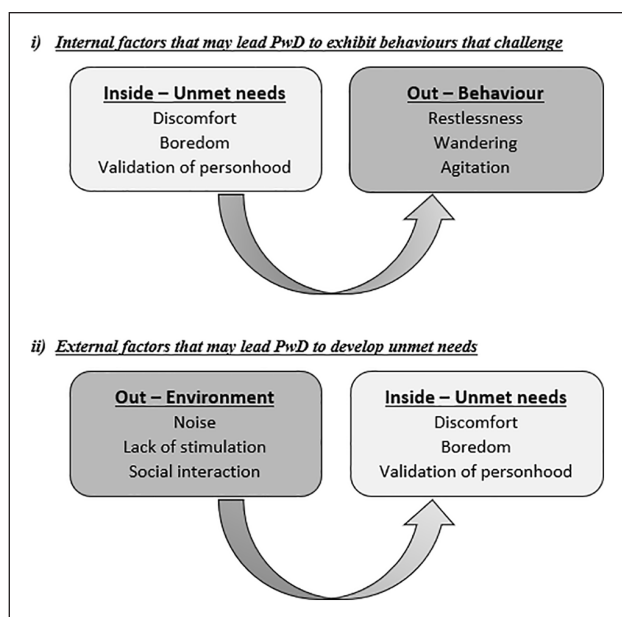 i) Internal factors that may lead PwD to exhibit behaviours that challenge
Inside – Unmet needs
Discomfort
Boredom
Validation of personhood
Out – Behaviour
Restlessness
Wandering
Agitation
ii) External factors that may lead PwD to develop unmet needs
Out – Environment
Noise
Lack of stimulation
Social interaction
Inside – Unmet needs
Discomfort
Boredom
Validation of personhood